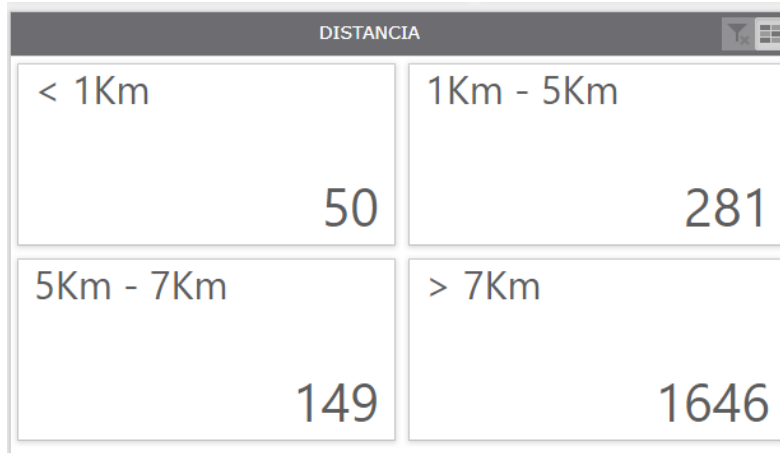 DISTANCIA
< 1Km
50
1Km - 5Km
281
5Km - 7Km
149
> 7Km
1646